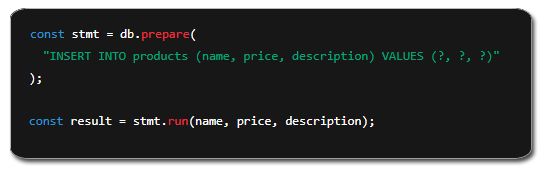 const stmt = db.prepare(
"INSERT INTO products (name, price, description) VALUES (?, ?, ?)"
);
const result = stmt.run(name, price, description);